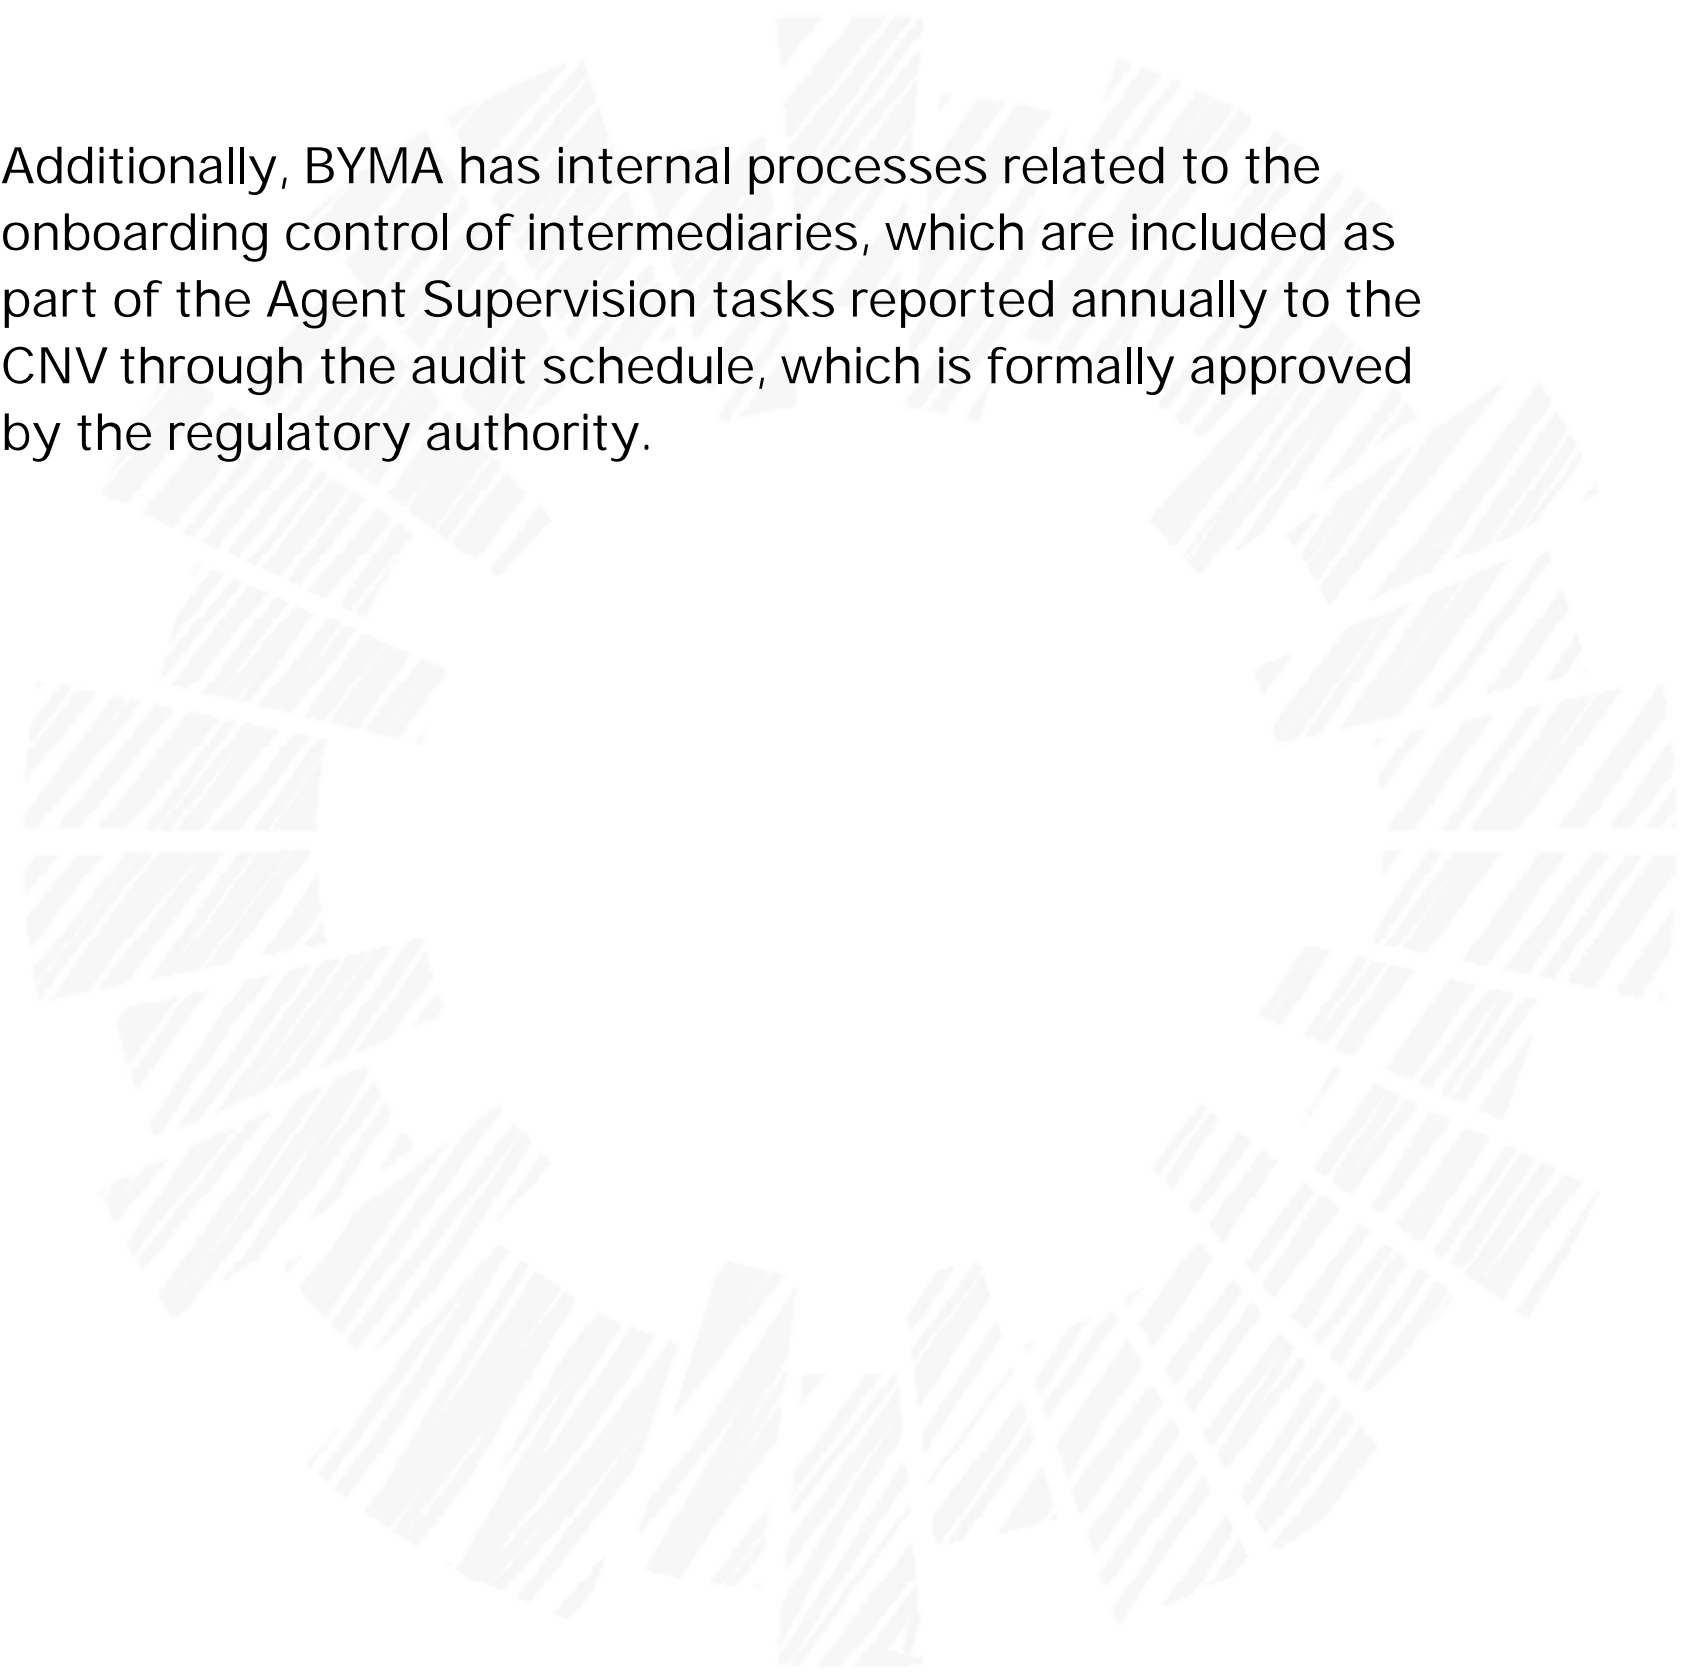 Additionally, BYMA has internal processes related to the
onboarding control of intermediaries, which are included as
part of the Agent Supervision tasks reported annually to the
CNV through the audit schedule, which is formally approved
by the regulatory authority.